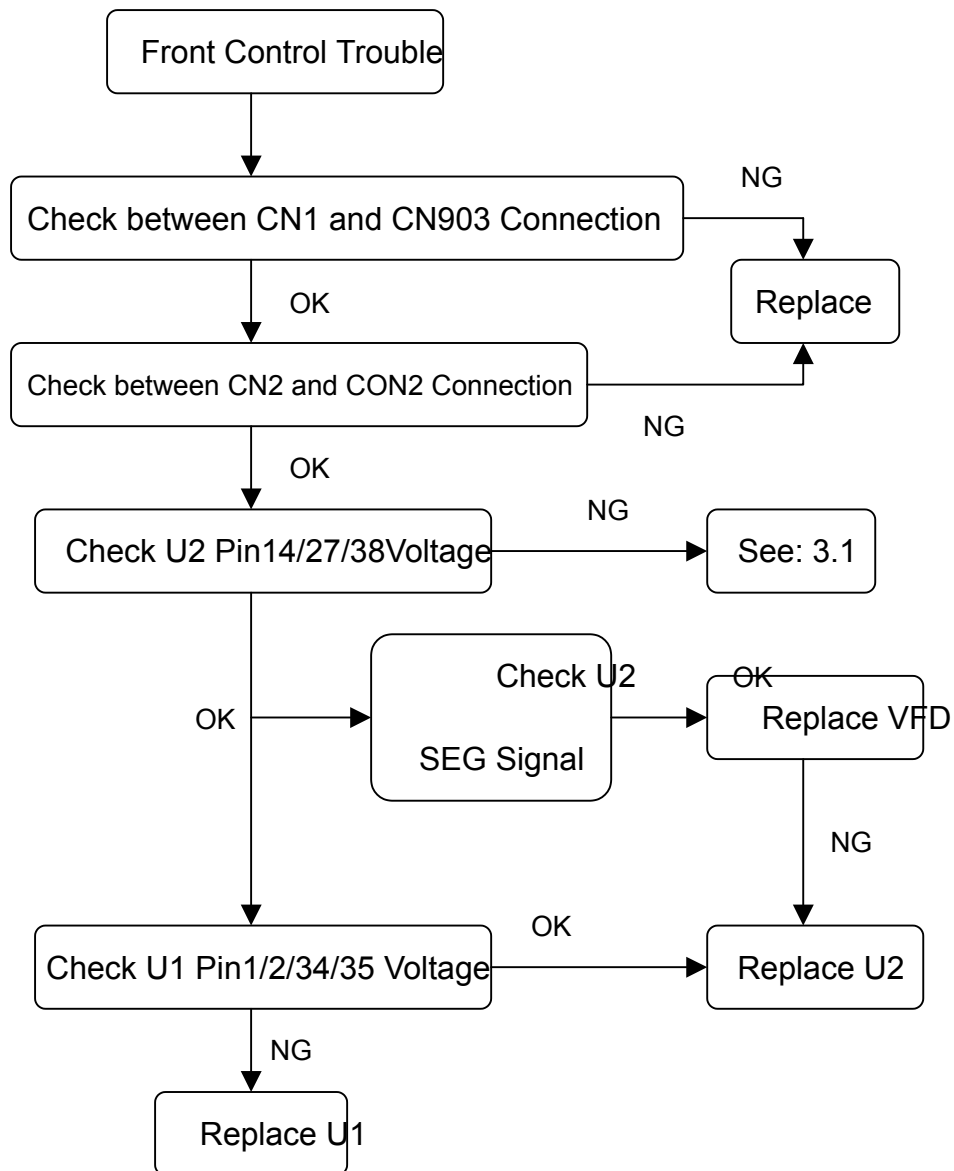 Front Control Trouble
NG
Check between CN1 and CN903 Connection
OK
Replace
Check between CN2 and CON2 Connection
NG
OK
NG
Check U2 Pin14/27/38Voltage
See: 3.1
Check U2
OK
OK
Replace VFD
SEG Signal
NG
OK
Check U1 Pin1/2/34/35 Voltage
Replace U2
NG
Replace U1